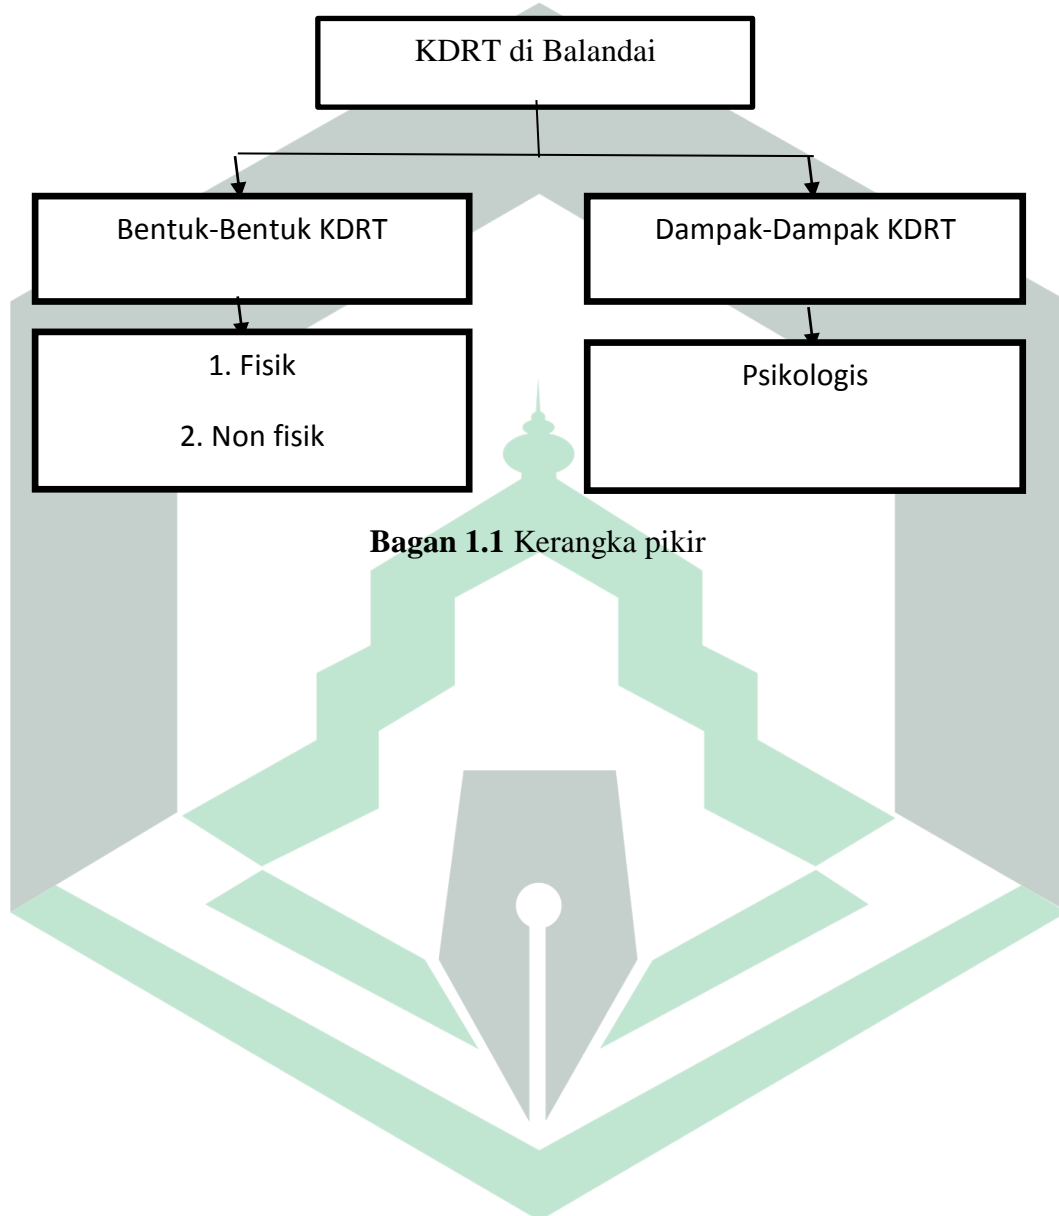 KDRT di Balandai
Bentuk-Bentuk KDRT
Dampak-Dampak KDRT
1. Fisik
2. Non fisik
Psikologis
Bagan 1.1 Kerangka pikir